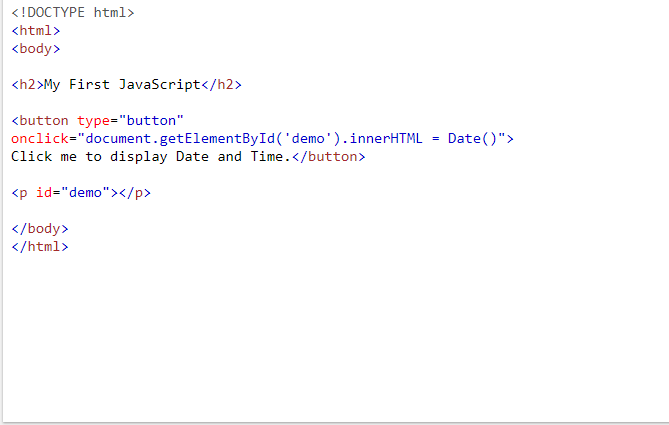 <!DOCTYPE html>
<html>
<body>
<h2>My First JavaScript</h2>
<button type="button"
onclick="document.getElementById('demo').innerHTML = Date()">
Click me to display Date and Time.</button>
<p id="demo"></p>
</body>
</html>